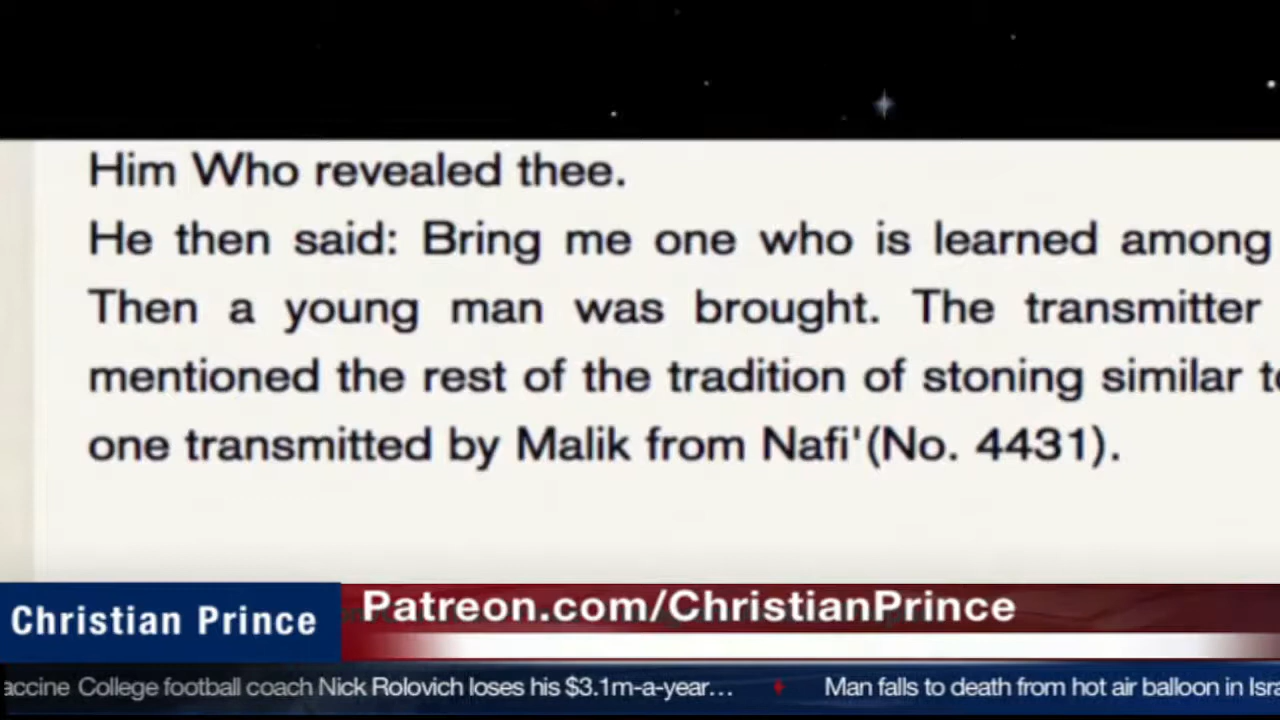 Him Who revealed thee.
He then said: Bring me one who is learned among
Then a young man was brought. The transmitter
mentioned the rest of the tradition of stoning similar to
one transmitted by Malik from Nafi'(No. 4431).
Christian Prince
Patreon.com/ChristianPrince
accine College football coach Nick Rolovich loses his $3.1m-a-year… ♦ Man falls to death from hot air balloon in Isra